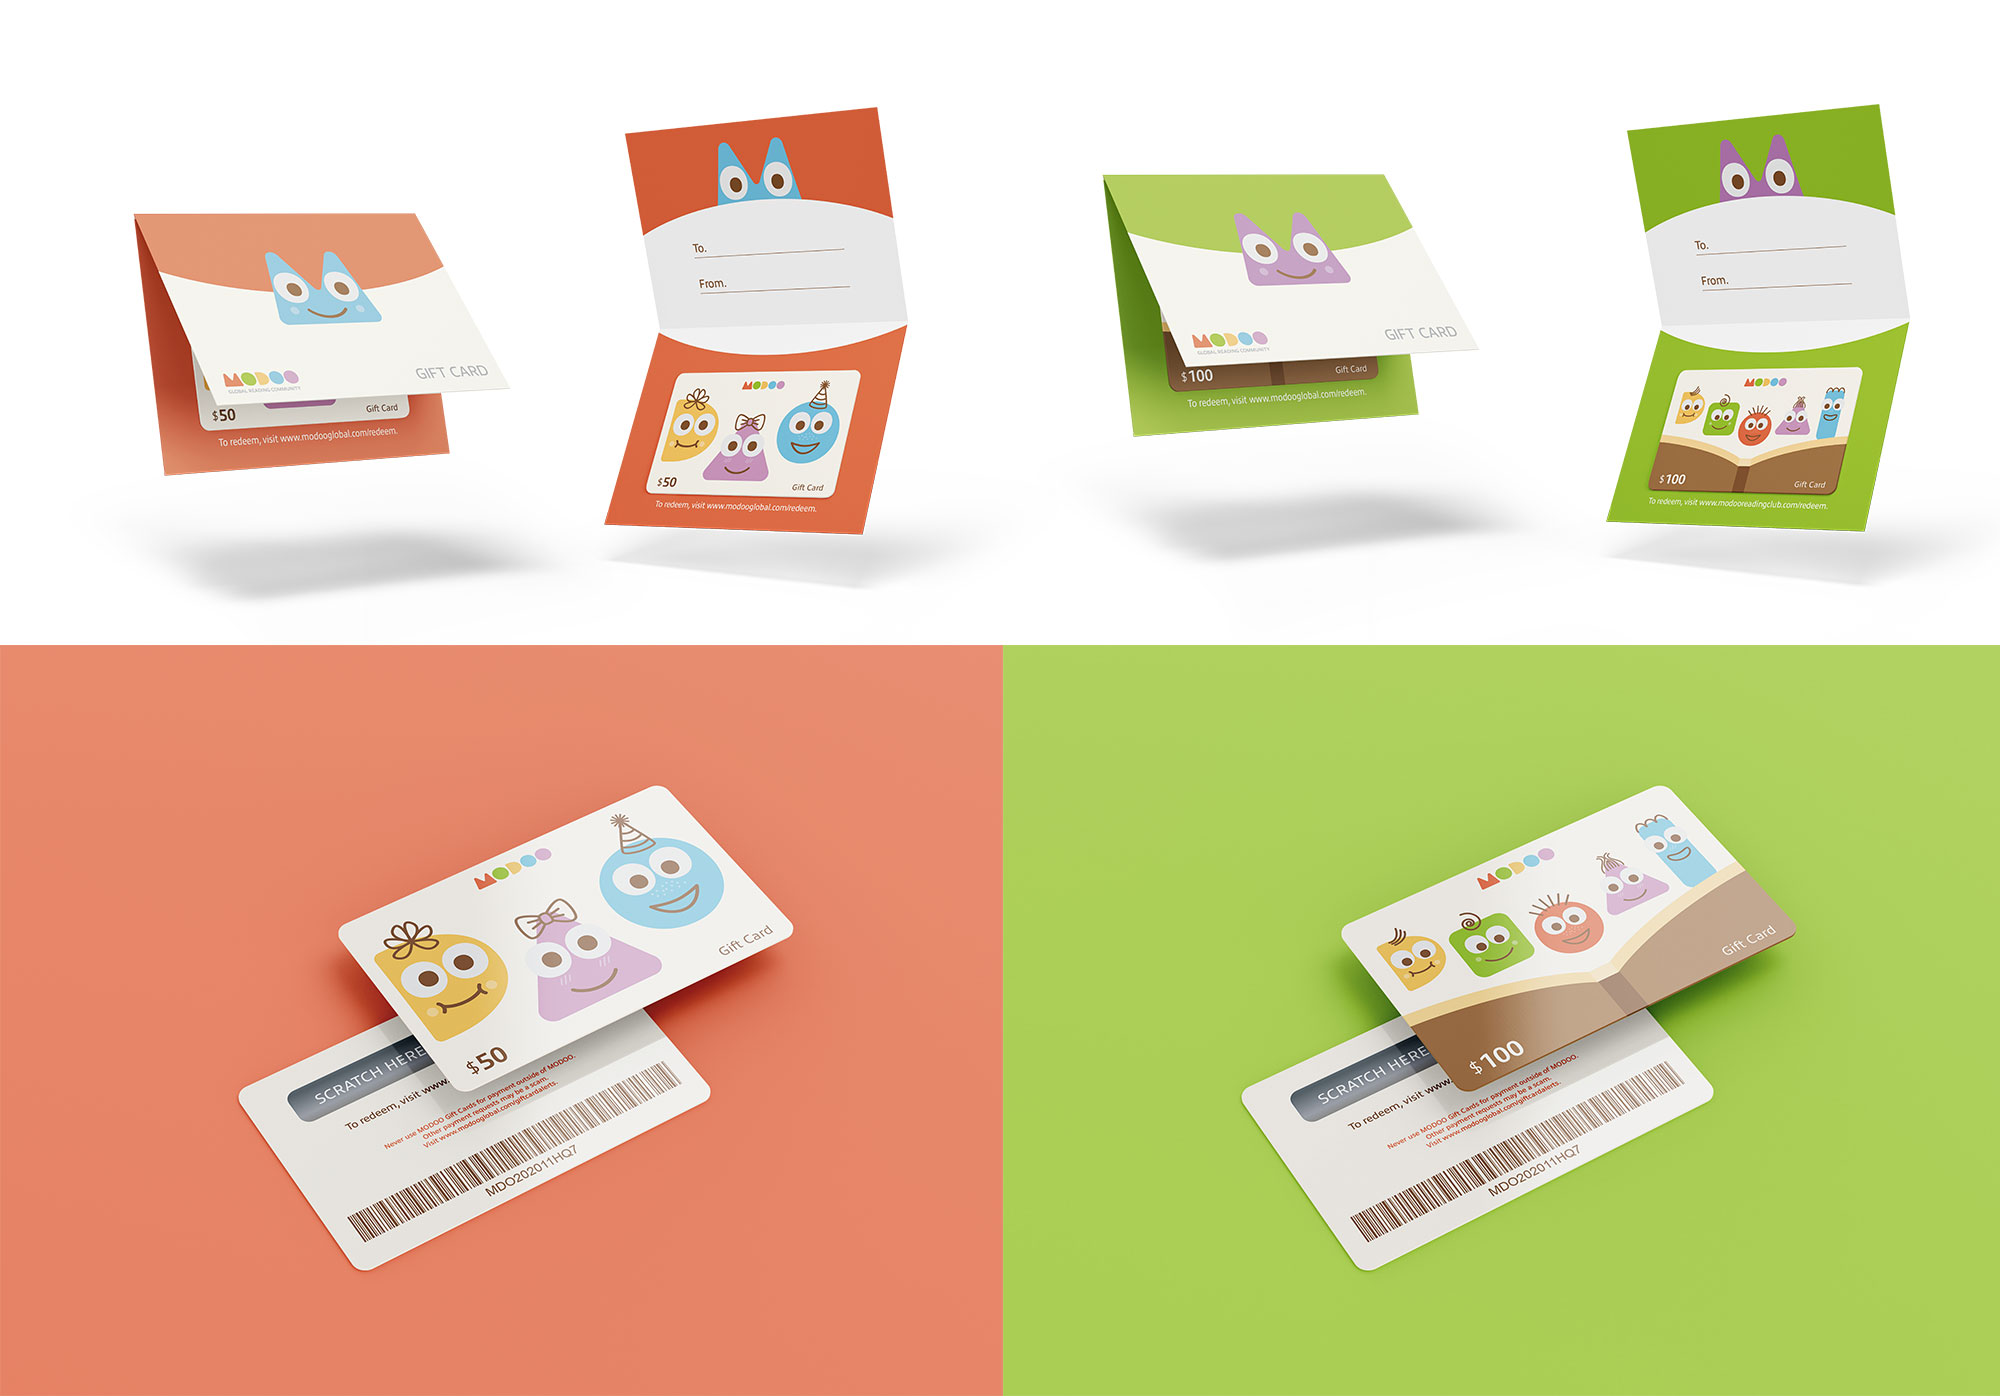 MODOO
GLOBAL READING COMMUNITY
GIFT CARD
$50
Gift Card
To redeem, visit www.modooglobal.com/redeem.
To.
From.
MODOO
$50
Gift Card
To redeem, visit www.modooglobal.com/redeem.
MODOO
GLOBAL READING COMMUNITY
GIFT CARD
$100
Gift Card
To redeem, visit www.modooglobal.com/redeem.
To.
From.
MODOO
$100
Gift Card
To redeem, visit www.modooreadingclub.com/redeem.
MODOO
$50
Gift Card
SCRATCH HERE
To redeem, visit www.
Never use MODOO Gift Cards for payment outside of MODOO.
Other payment requests may be a scam.
Visit www.modooglobal.com/giftcardalerts.
MDO202011HQ7
MODOO
$100
Gift Card
SCRATCH HERE
To redeem, visit www.
Never use MODOO Gift Cards for payment outside of MODOO.
Other payment requests may be a scam.
Visit www.modooglobal.com/giftcardalerts.
MDO202011HQ7